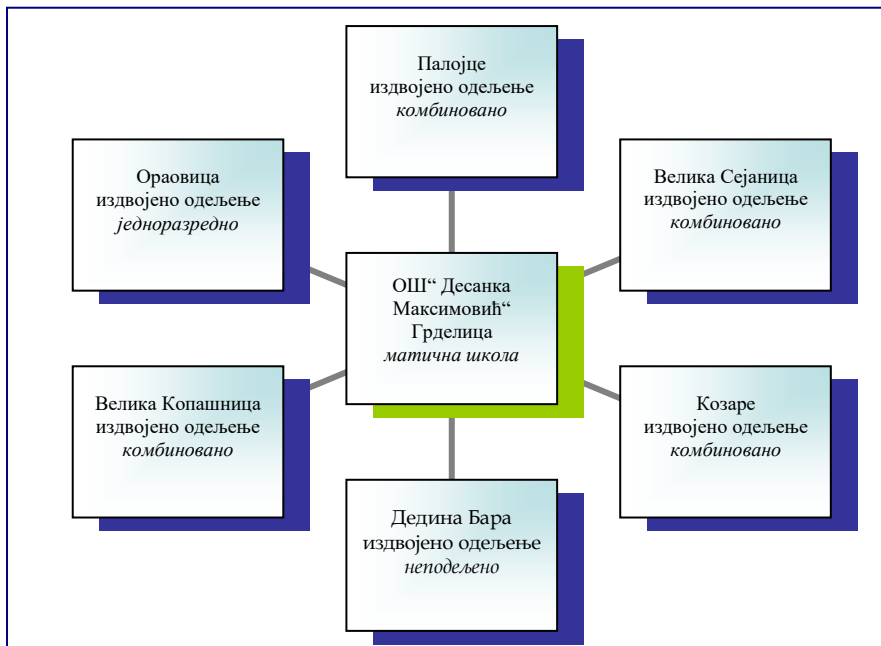 Палојце
издвојено одељење
комбиновано
Ораовица
издвојено одељење
једноразредно
Велика Сејаница
издвојено одељење
комбиновано
ОШ“ Десанка
Максимовић“
Грделица
матична школа
Велика Копашница
издвојено одељење
комбиновано
Козаре
издвојено одељење
комбиновано
Дедина Бара
издвојено одељење
неподељено